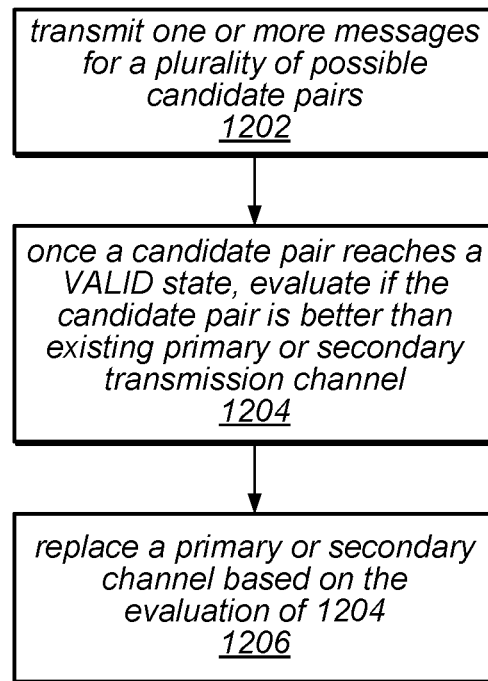 transmit one or more messages
for a plurality of possible
candidate pairs
1202
once a candidate pair reaches a
VALID state, evaluate if the
candidate pair is better than
existing primary or secondary
transmission channel
1204
replace a primary or secondary
channel based on the
evaluation of 1204
1206